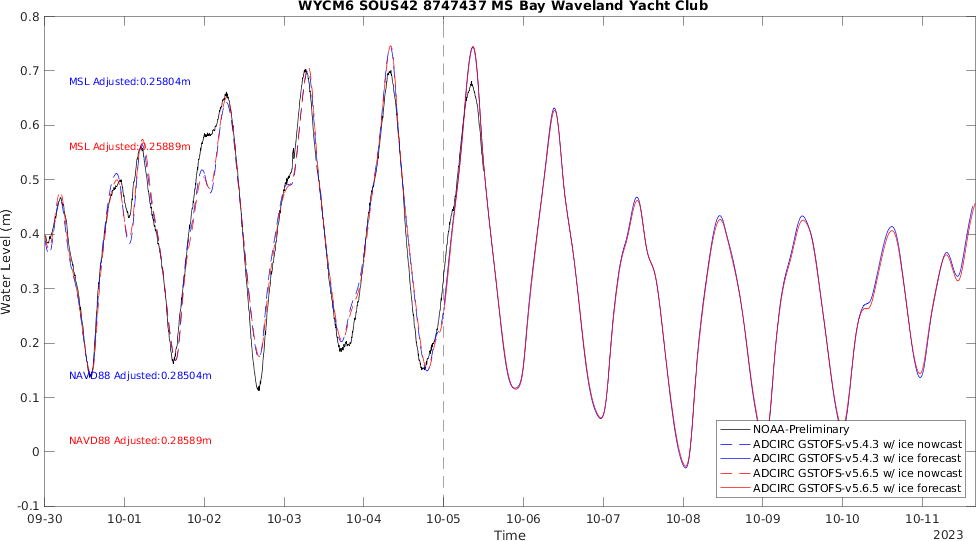 WYCM6 SOUS42 8747437 MS Bay Waveland Yacht Club
0.8
0.7
0.6
0.5
0.4
0.3
0.2
0.1
0
-0.1
Water Level (m)
MSL Adjusted:0.25804m
MSL Adjusted:0.25889m
NAVD88 Adjusted:0.28504m
NAVD88 Adjusted:0.28589m
NOAA-Preliminary
ADCIRC GSTOFS-v5.4.3 w/ ice nowcast
ADCIRC GSTOFS-v5.4.3 w/ ice forecast
ADCIRC GSTOFS-v5.6.5 w/ ice nowcast
ADCIRC GSTOFS-v5.6.5 w/ ice forecast
09-30 10-01 10-02 10-03 10-04 10-05 10-06 10-07 10-08 10-09 10-10 10-11
Time
2023